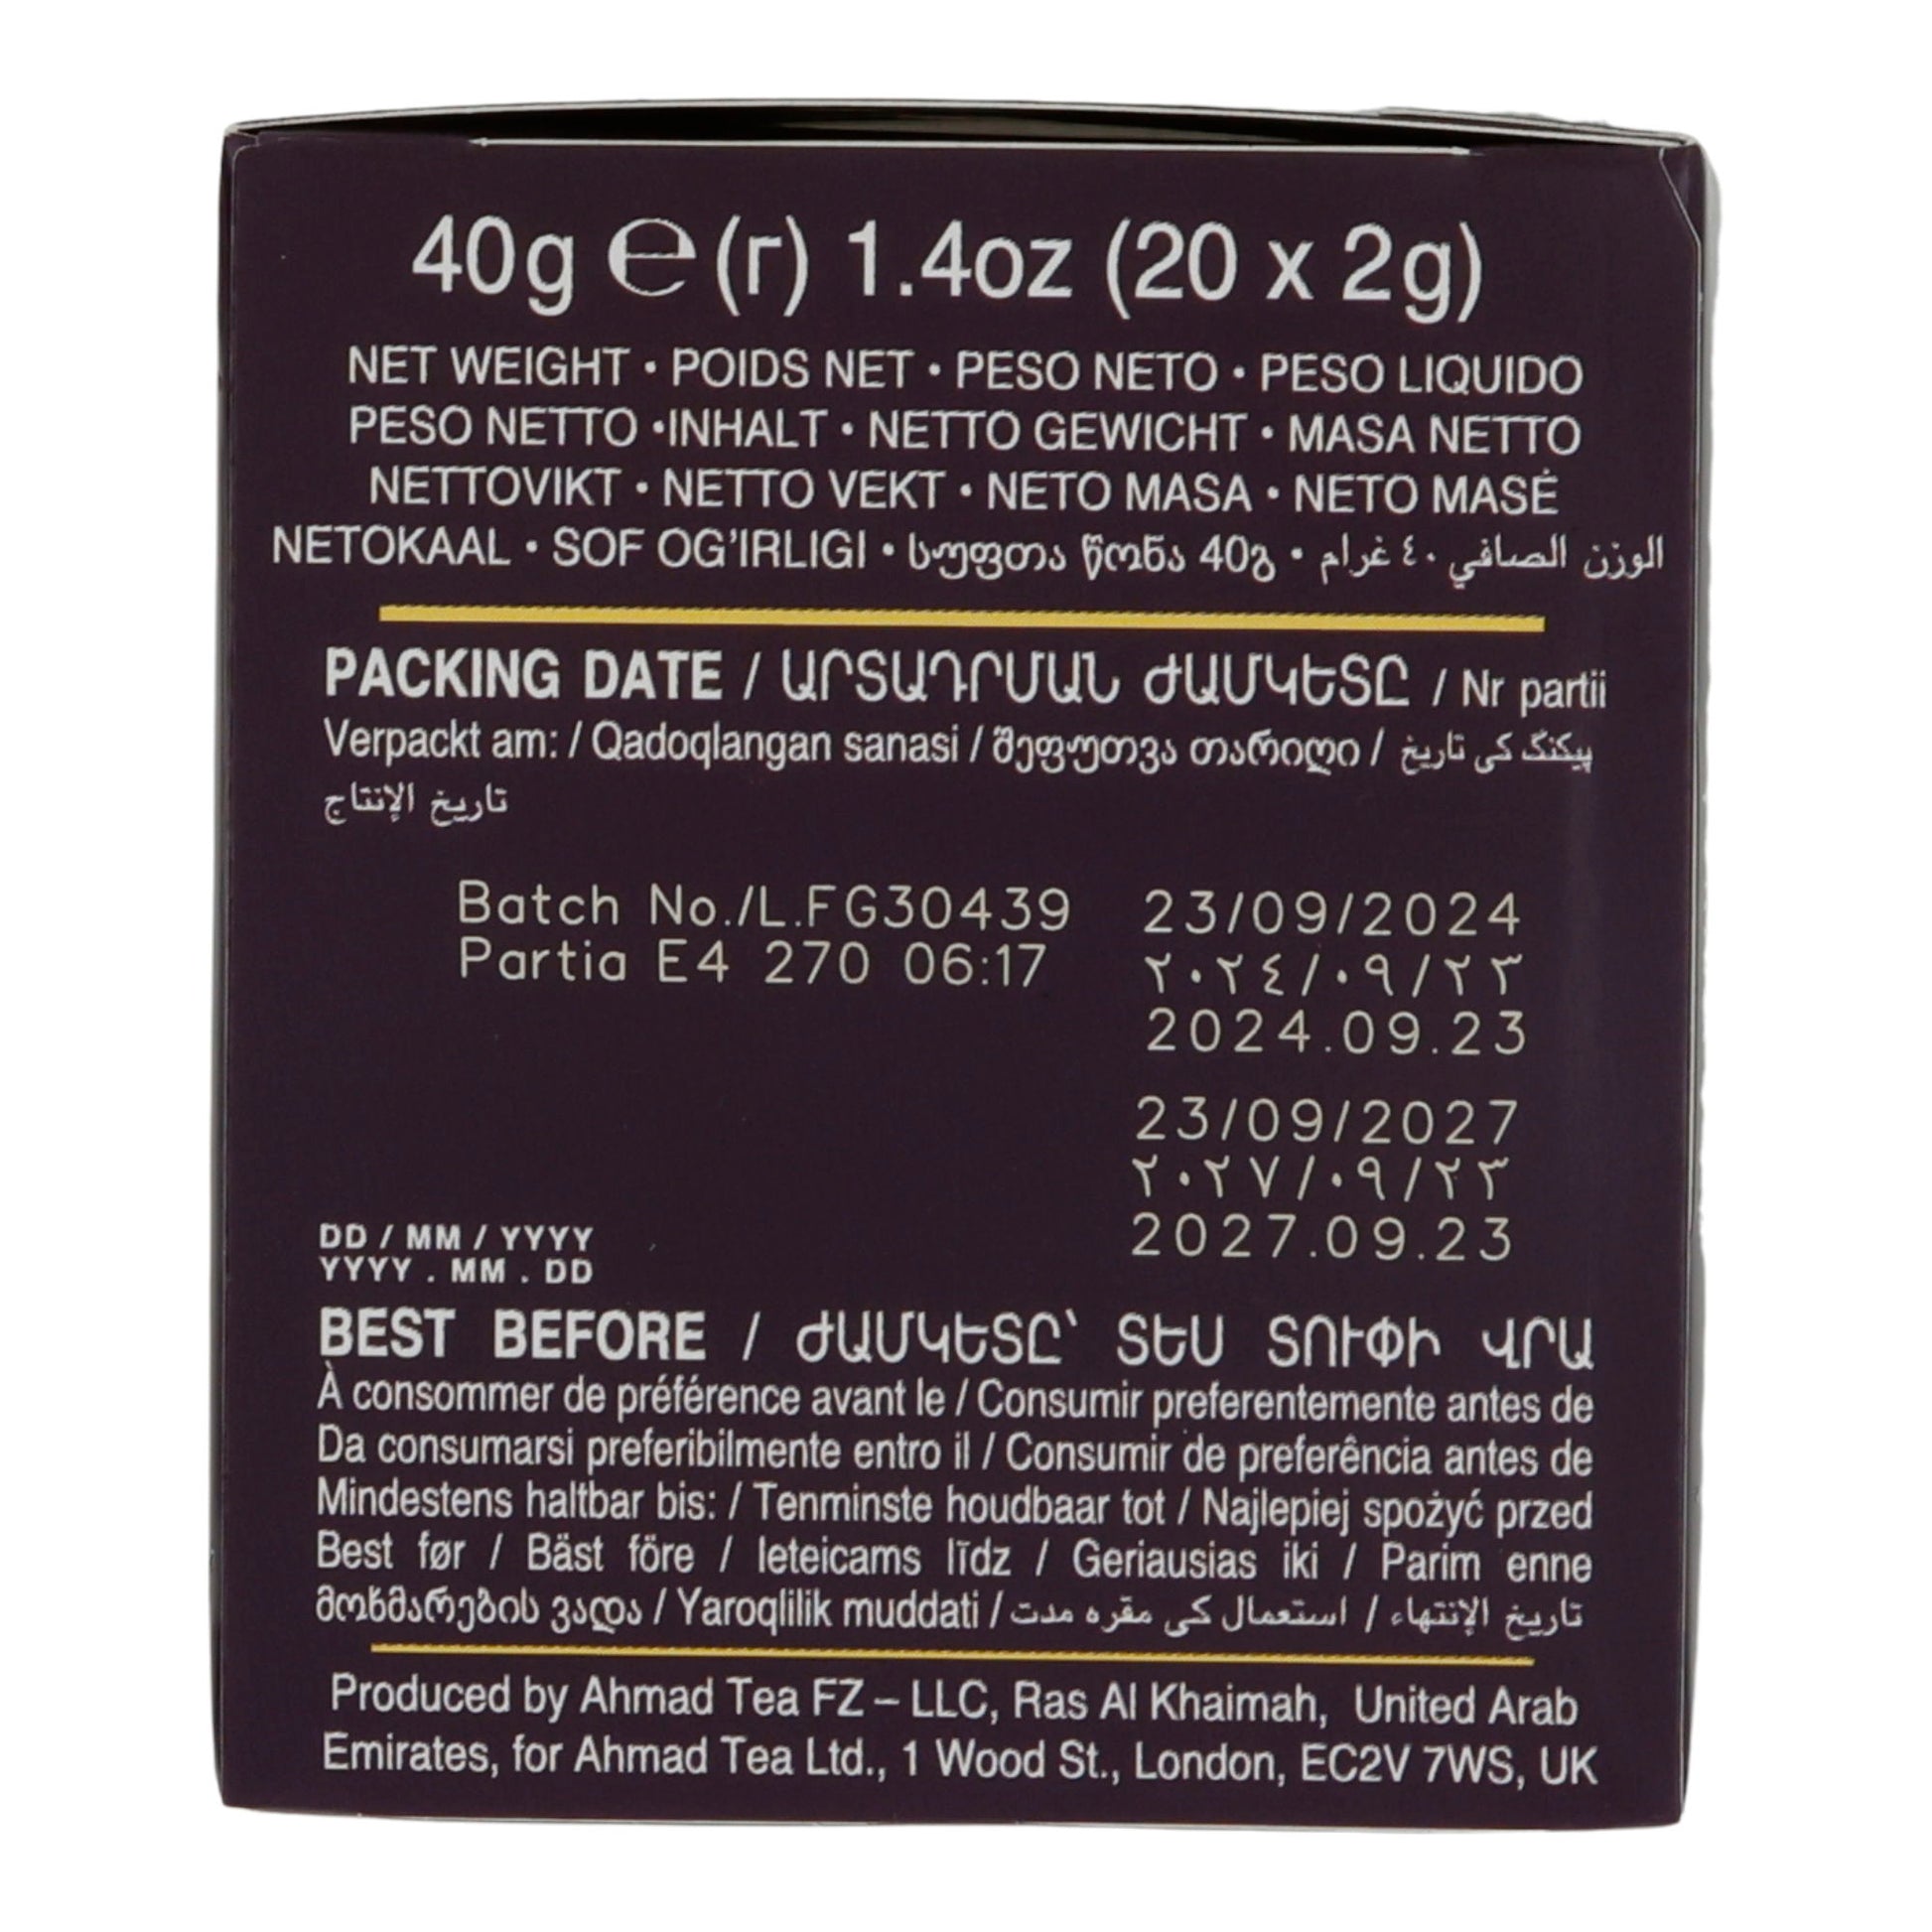 40g ℮ (г) 1.4oz (20 x 2g)
NET WEIGHT • POIDS NET • PESO NETO • PESO LIQUIDO
PESO NETTO •INHALT • NETTO GEWICHT • MASA NETTO
NETTOVIKT • NETTO VEKT • NETO MASA • NETO MASĖ
NETOKAAL • SOF OG'IRLIGI • სუფთა წონა 40გ • الوزن الصافي ٤٠ غرام
PACKING DATE / ԱՐՏԱԴՐՄԱՆ ԺԱՄԿԵՏԸ / Nr partii
Verpackt am: / Qadoqlangan sanasi / შეფუთვა თარიღი / پیکنگ کی تاریخ
تاريخ الإنتاج
Batch No./L.FG30439 23/09/2024
Partia E4 270 06:17 ٢٠٢٤/٠٩/٢٣
2024.09.23
23/09/2027
٢٠٢٧/٠٩/٢٣
DD / MM / YYYY 2027.09.23
YYYY . MM . DD
BEST BEFORE / ԺԱՄԿԵՏԸ՝ ՏԵՍ ՏՈՒՓԻ ՎՐԱ
À consommer de préférence avant le / Consumir preferentemente antes de
Da consumarsi preferibilmente entro il / Consumir de preferência antes de
Mindestens haltbar bis: / Tenminste houdbaar tot / Najlepiej spożyć przed
Best før / Bäst före / Ieteicams līdz / Geriausias iki / Parim enne
მოხმარების ვადა / Yaroqlilik muddati / استعمال کی مقره مدت / تاريخ الإنتهاء
Produced by Ahmad Tea FZ – LLC, Ras Al Khaimah, United Arab
Emirates, for Ahmad Tea Ltd., 1 Wood St., London, EC2V 7WS, UK